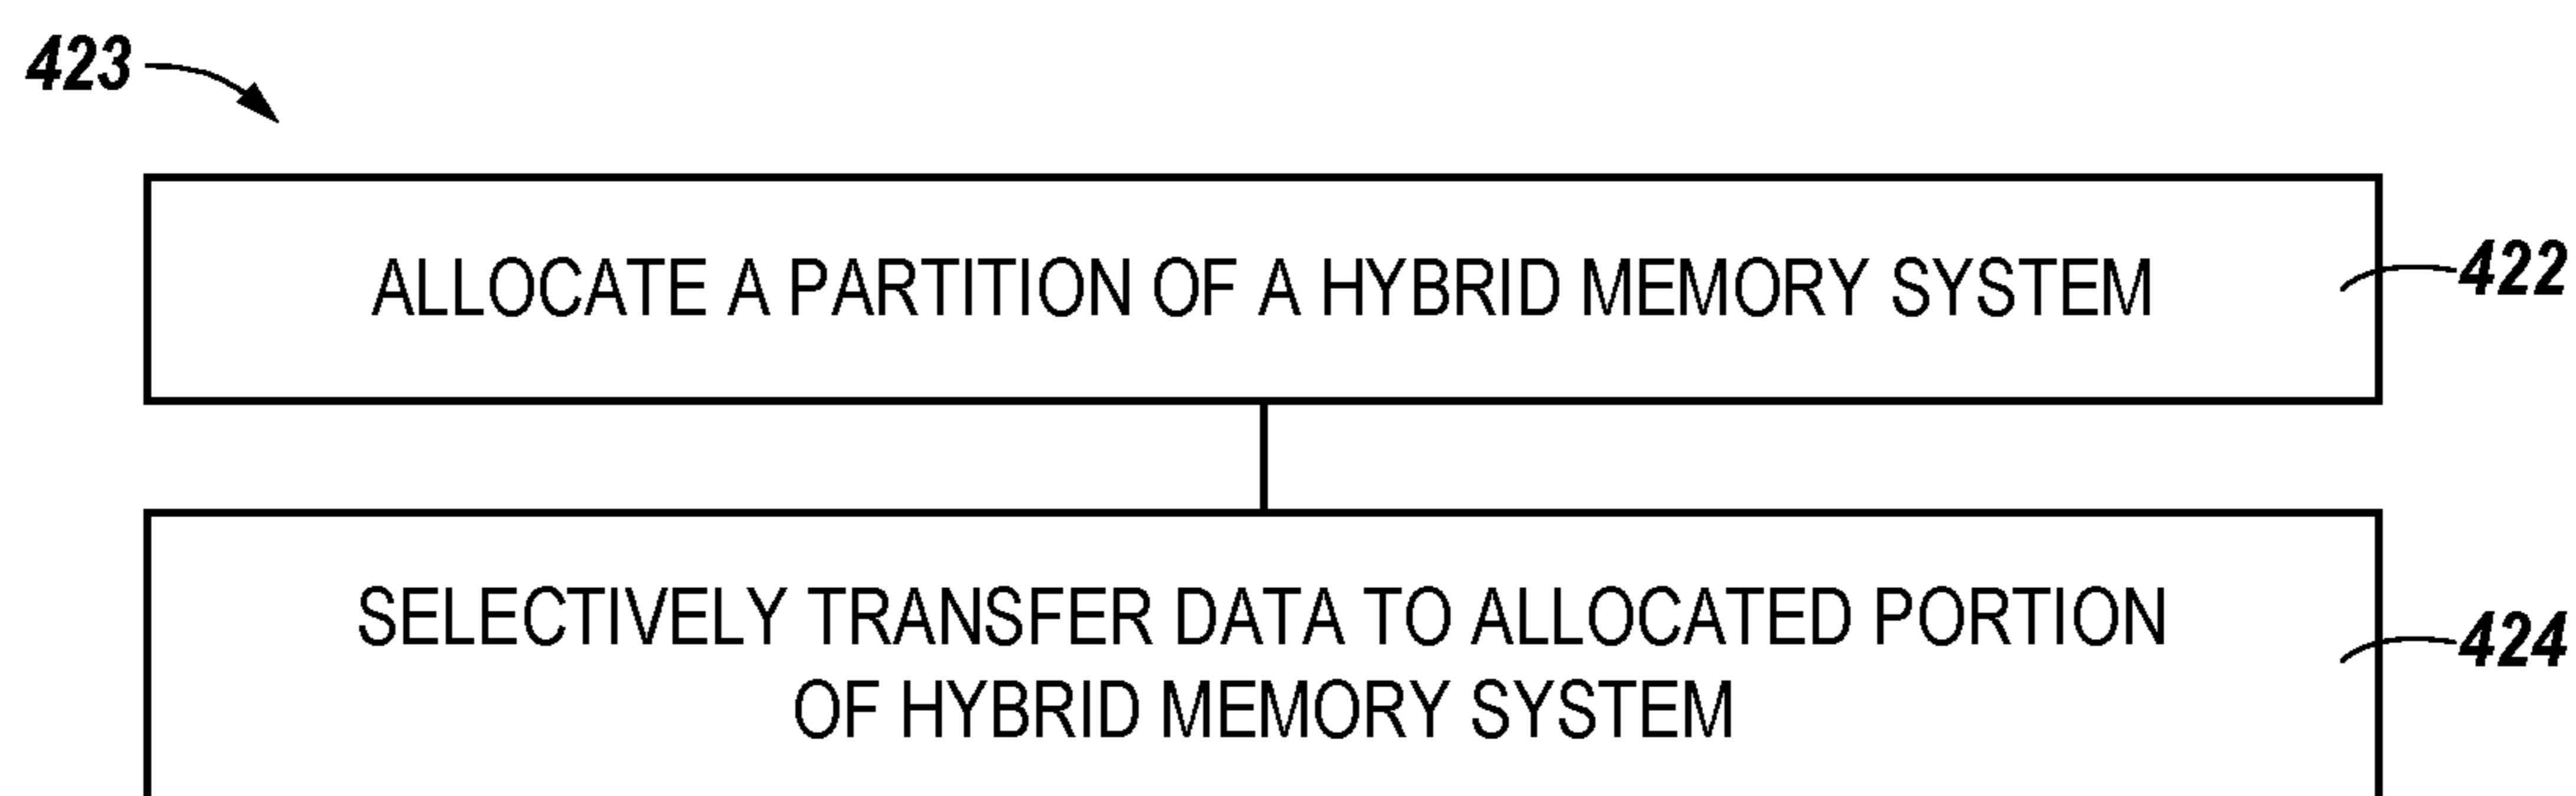 423
ALLOCATE A PARTITION OF A HYBRID MEMORY SYSTEM
422
SELECTIVELY TRANSFER DATA TO ALLOCATED PORTION
OF HYBRID MEMORY SYSTEM
424